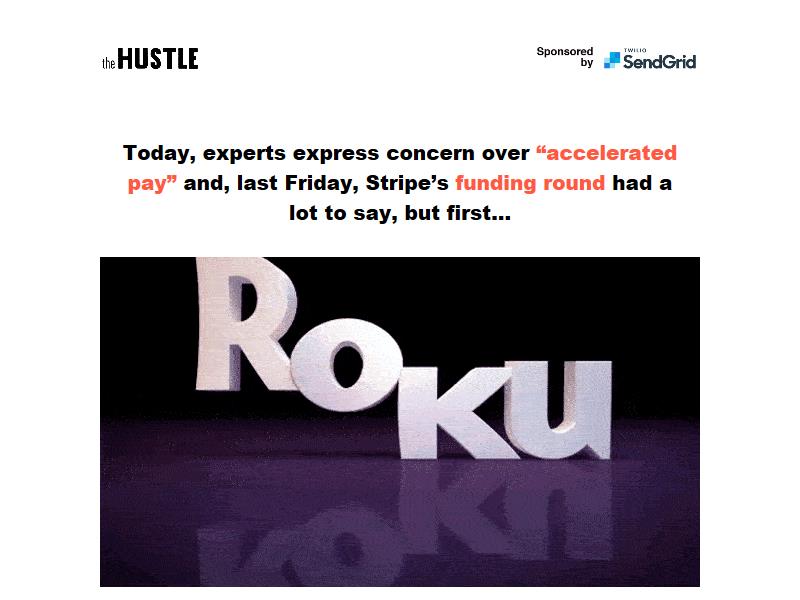 the HUSTLE
Sponsored
by
TWILIO
SendGrid
Today, experts express concern over “accelerated
pay” and, last Friday, Stripe’s funding round had a
lot to say, but first...
ROKU